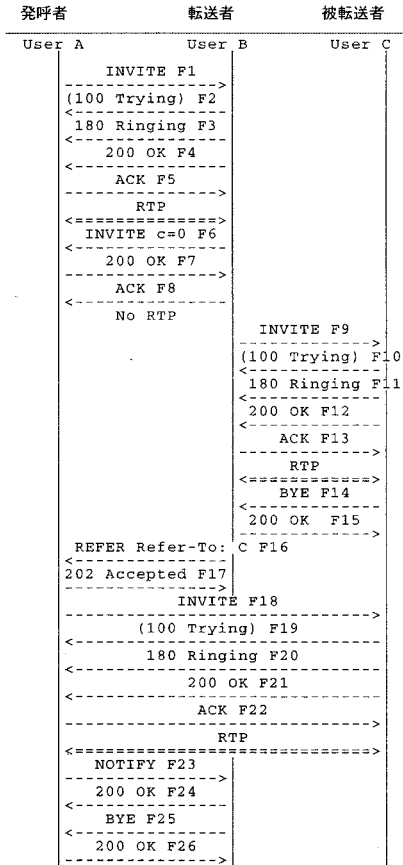 発呼者 転送者 被転送者
User A User B User C
INVITE F1
(100 Trying) F2
180 Ringing F3
200 OK F4
ACK F5
RTP
INVITE c=0 F6
200 OK F7
ACK F8
No RTP
INVITE F9
(100 Trying) F10
180 Ringing F11
200 OK F12
ACK F13
RTP
BYE F14
200 OK F15
REFER Refer-To: C F16
202 Accepted F17
INVITE F18
(100 Trying) F19
180 Ringing F20
200 OK F21
ACK F22
RTP
NOTIFY F23
200 OK F24
BYE F25
200 OK F26